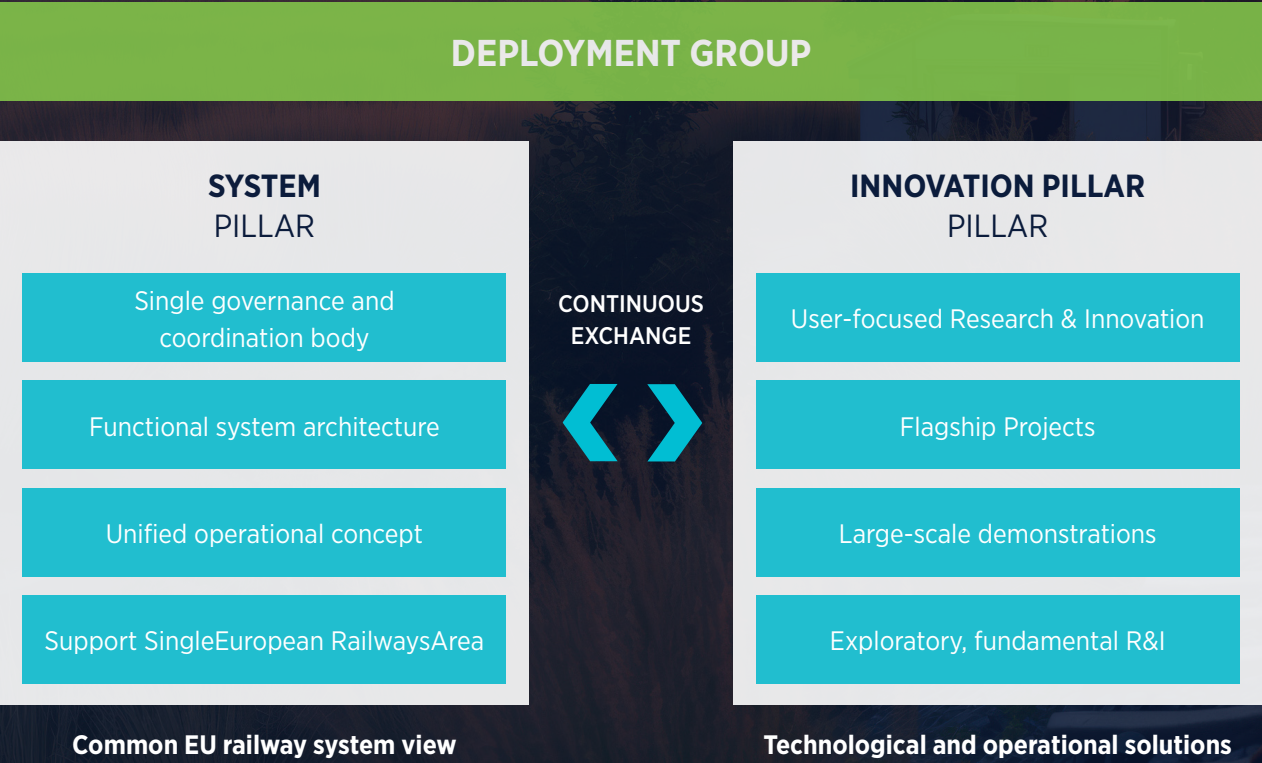 DEPLOYMENT GROUP
SYSTEM
PILLAR
Single governance and
coordination body
Functional system architecture
Unified operational concept
Support SingleEuropean RailwaysArea
Common EU railway system view
CONTINUOUS
EXCHANGE
INNOVATION PILLAR
PILLAR
User-focused Research & Innovation
Flagship Projects
Large-scale demonstrations
Exploratory, fundamental R&I
Technological and operational solutions